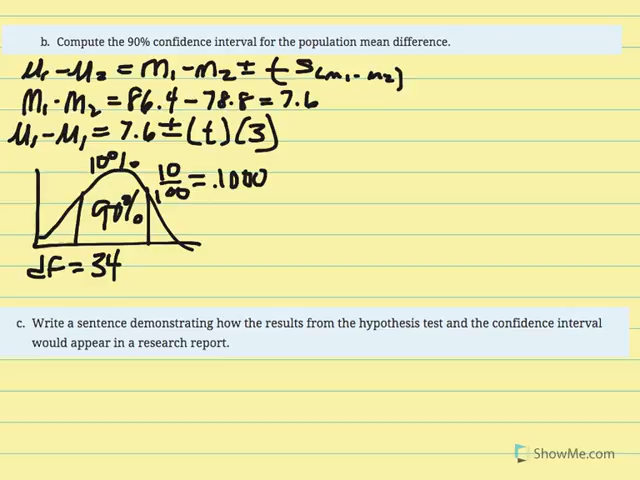 b. Compute the 90% confidence interval for the population mean difference.
μ₁ - μ₂ = M₁ - M₂ ± t S(M₁ - M₂)
M₁ - M₂ = 86.4 - 78.8 = 7.6
μ₁ - μ₁ = 7.6 ± (t) (3)
10%
10/100 = .1000
90%
df = 34
c. Write a sentence demonstrating how the results from the hypothesis test and the confidence interval
would appear in a research report.
ShowMe.com